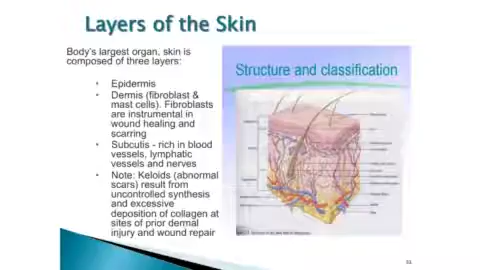 Layers of the Skin
Body's largest organ, skin is
composed of three layers:
• Epidermis
• Dermis (fibroblast &
mast cells). Fibroblasts
are instrumental in
wound healing and
scarring
• Subcutis - rich in blood
vessels, lymphatic
vessels and nerves
• Note: Keloids (abnormal
scars) result from
uncontrolled synthesis
and excessive
deposition of collagen at
sites of prior dermal
injury and wound repair
Structure and classification